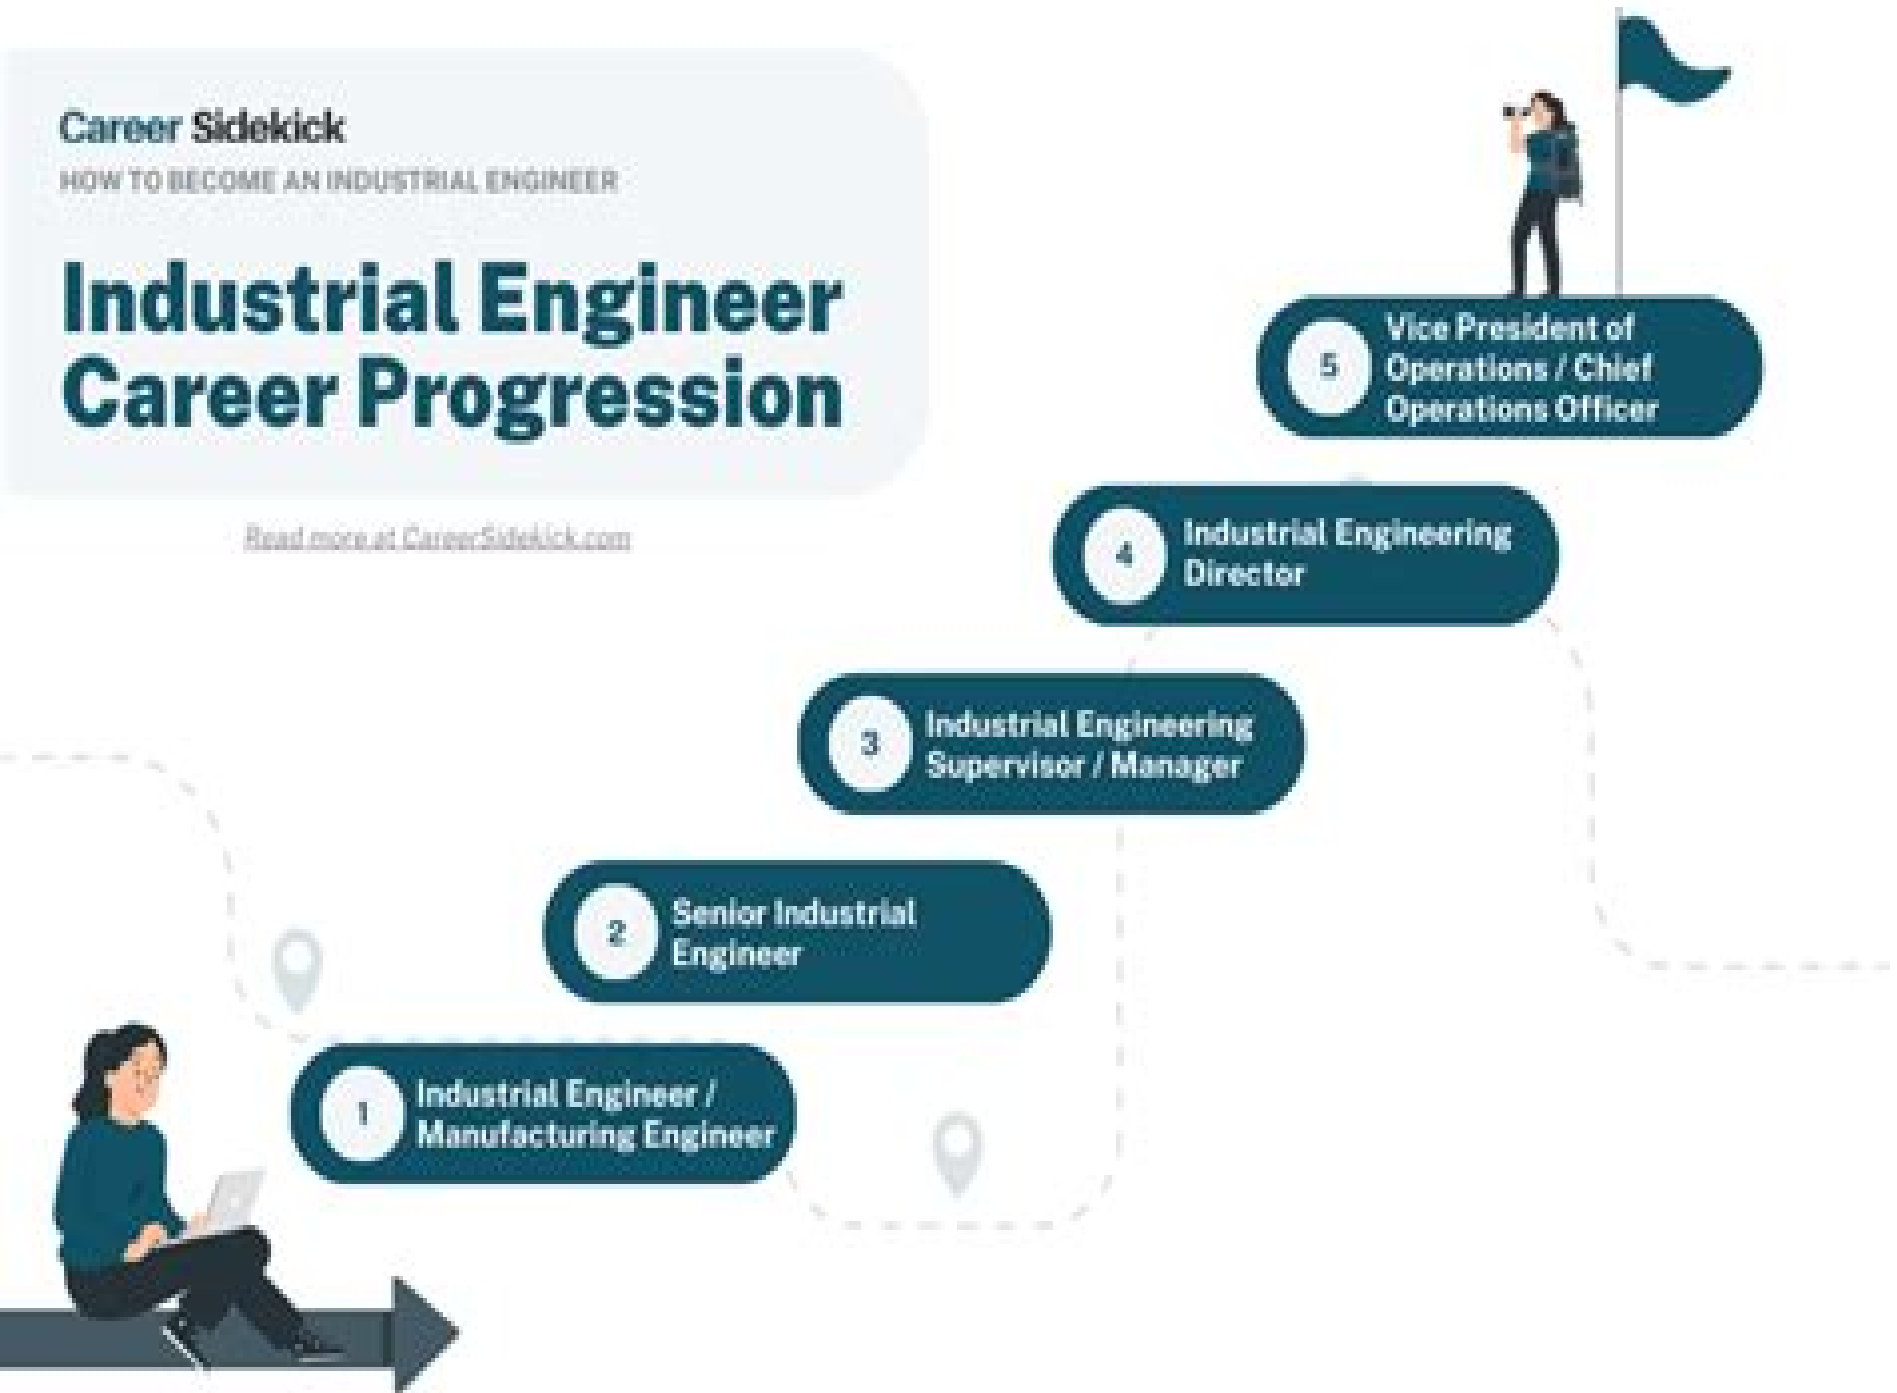 Career Sidekick
HOW TO BECOME AN INDUSTRIAL ENGINEER
Industrial Engineer
Career Progression
Read more at CareerSidekick.com
5
Vice President of
Operations / Chief
Operations Officer
4
Industrial Engineering
Director
3
Industrial Engineering
Supervisor / Manager
2
Senior Industrial
Engineer
1
Industrial Engineer /
Manufacturing Engineer